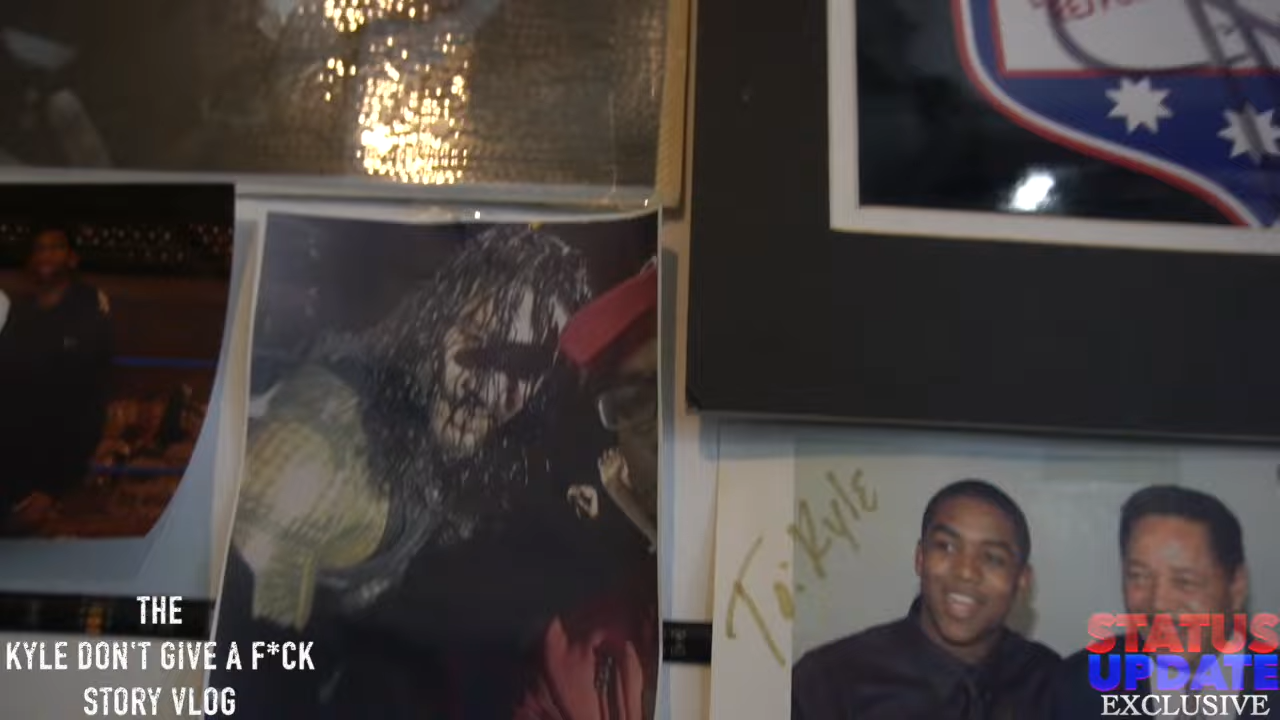 To: Kyle
THE
KYLE DON'T GIVE A F*CK
STORY VLOG
STATUS
UPDATE
EXCLUSIVE